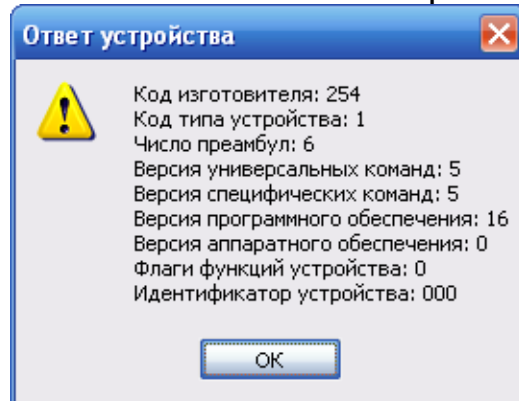 Ответ устройства
Код изготовителя: 254
Код типа устройства: 1
Число преамбул: 6
Версия универсальных команд: 5
Версия специфических команд: 5
Версия программного обеспечения: 16
Версия аппаратного обеспечения: 0
Флаги функций устройства: 0
Идентификатор устройства: 000
ОК